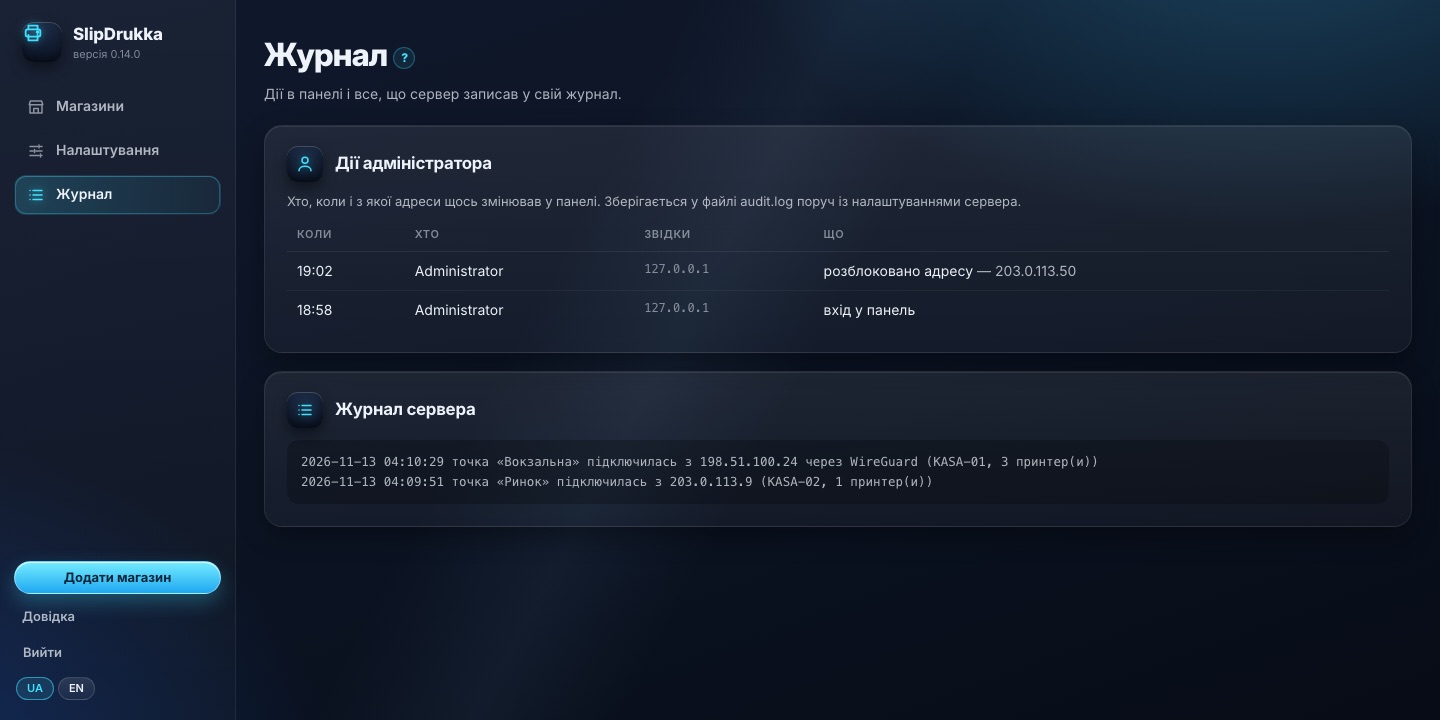 SlipDrukka
версія 0.14.0
Магазини
Налаштування
Журнал
Додати магазин
Довідка
Вийти
UA EN
Журнал ?
Дії в панелі і все, що сервер записав у свій журнал.
Дії адміністратора
Хто, коли і з якої адреси щось змінював у панелі. Зберігається у файлі audit.log поруч із налаштуваннями сервера.
КОЛИ ХТО ЗВІДКИ ЩО
19:02 Administrator 127.0.0.1 розблоковано адресу — 203.0.113.50
18:58 Administrator 127.0.0.1 вхід у панель
Журнал сервера
2026-11-13 04:10:29 точка «Вокзальна» підключилась з 198.51.100.24 через WireGuard (KASA-01, 3 принтер(и))
2026-11-13 04:09:51 точка «Ринок» підключилась з 203.0.113.9 (KASA-02, 1 принтер(и))